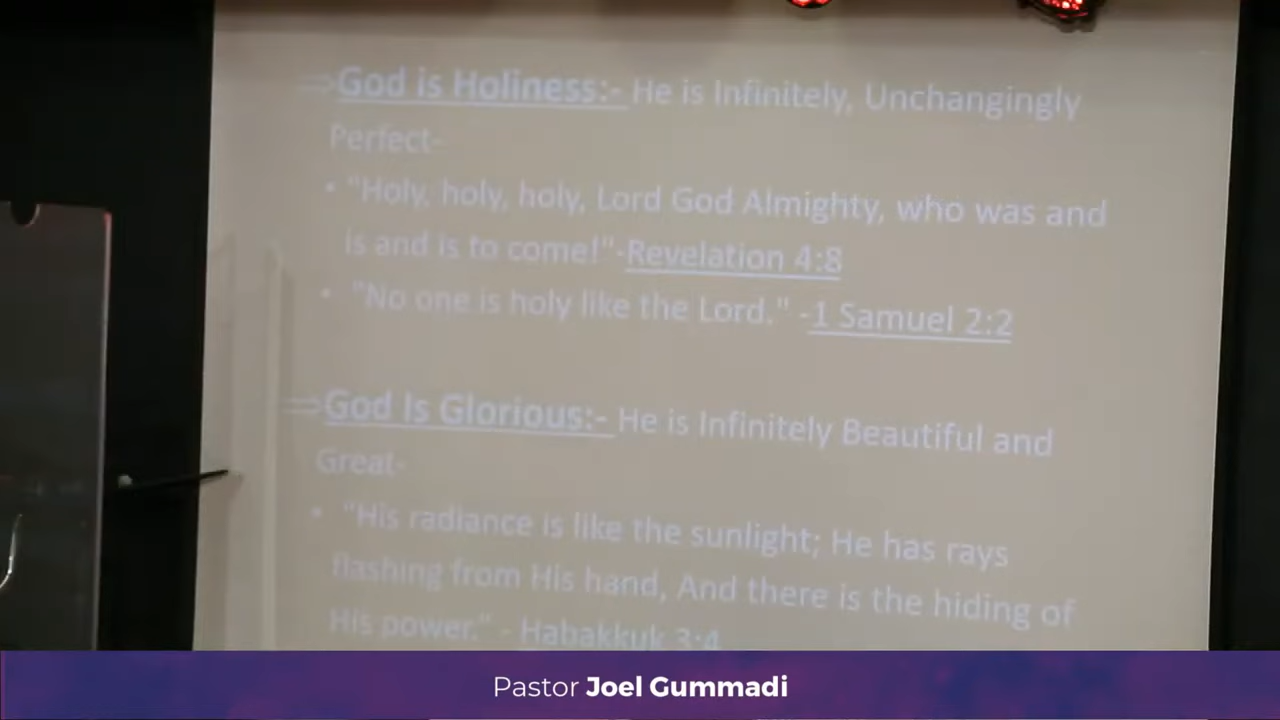 ⇒God is Holiness:- He is Infinitely, Unchangingly
Perfect-
• "Holy, holy, holy, Lord God Almighty, who was and
is and is to come!"-Revelation 4:8
• "No one is holy like the Lord." -1 Samuel 2:2
⇒God Is Glorious:- He is Infinitely Beautiful and
Great-
• "His radiance is like the sunlight; He has rays
flashing from His hand, And there is the hiding of
His power." - Habakkuk 3:4
Pastor Joel Gummadi